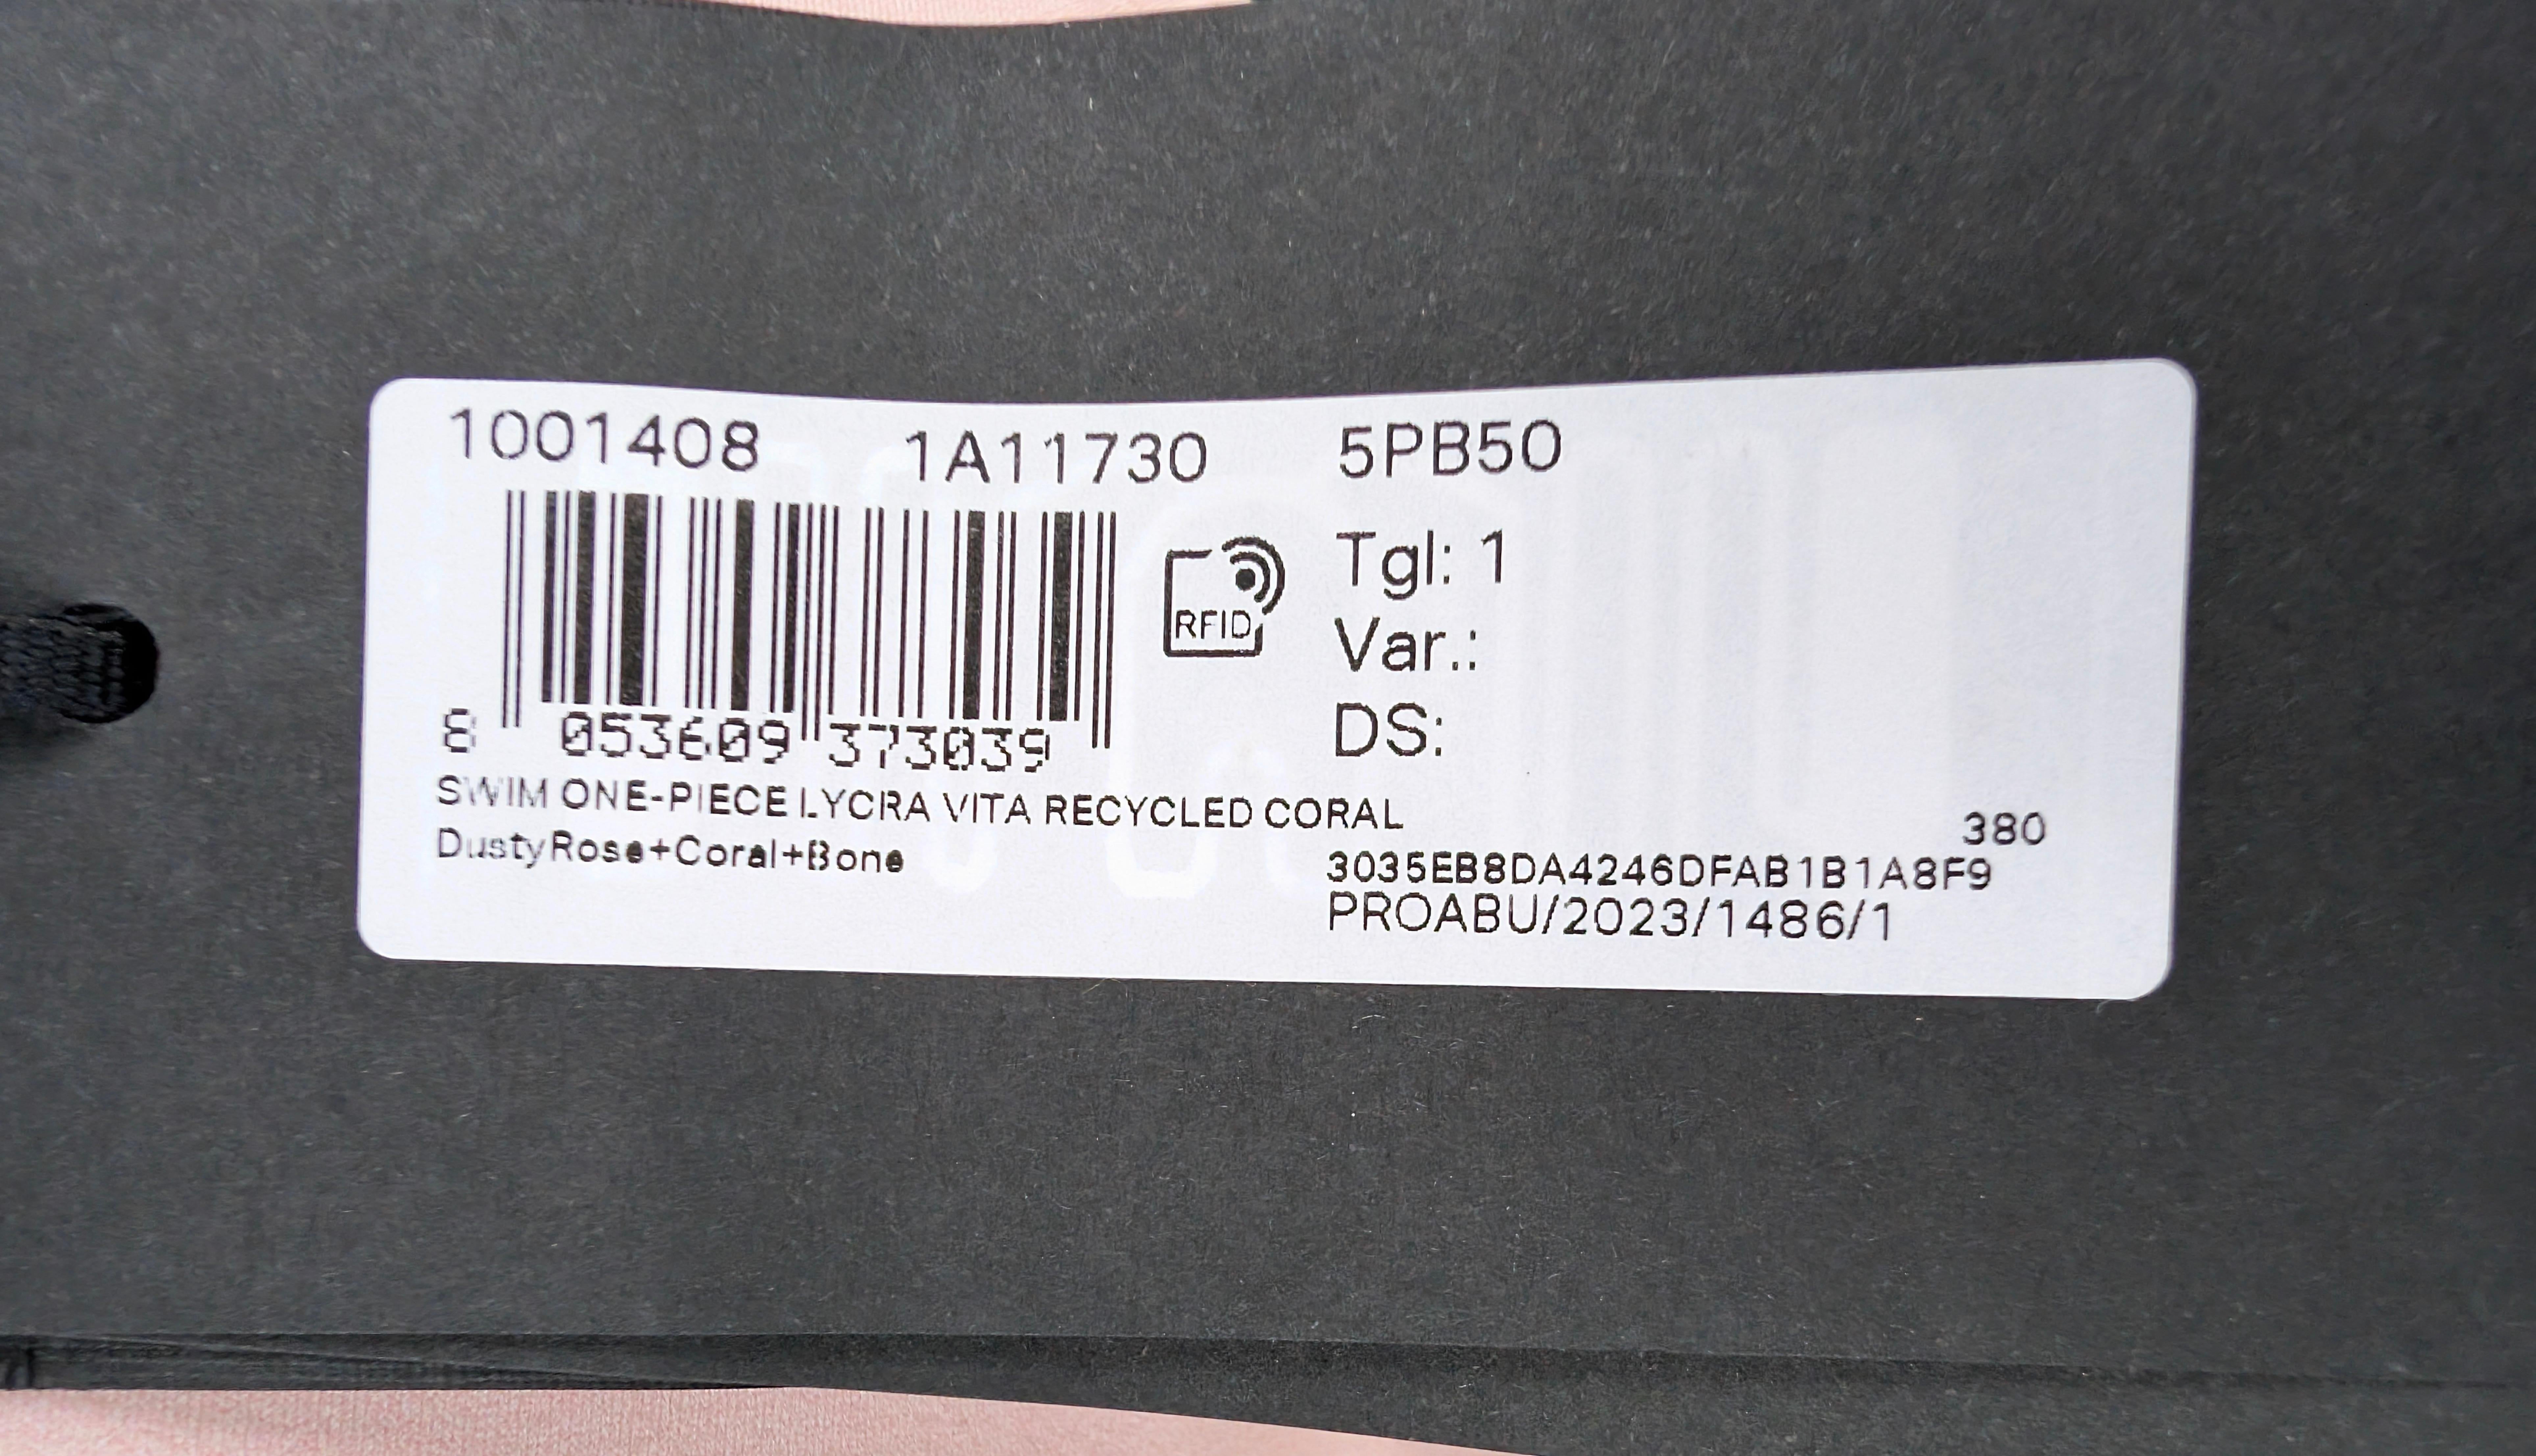 1001408 1A11730 5PB50
RFID
Tgl: 1
Var.:
DS:
8 053609 373039
SWIM ONE-PIECE LYCRA VITA RECYCLED CORAL
DustyRose+Coral+Bone
380
3035EB8DA4246DFAB1B1A8F9
PROABU/2023/1486/1